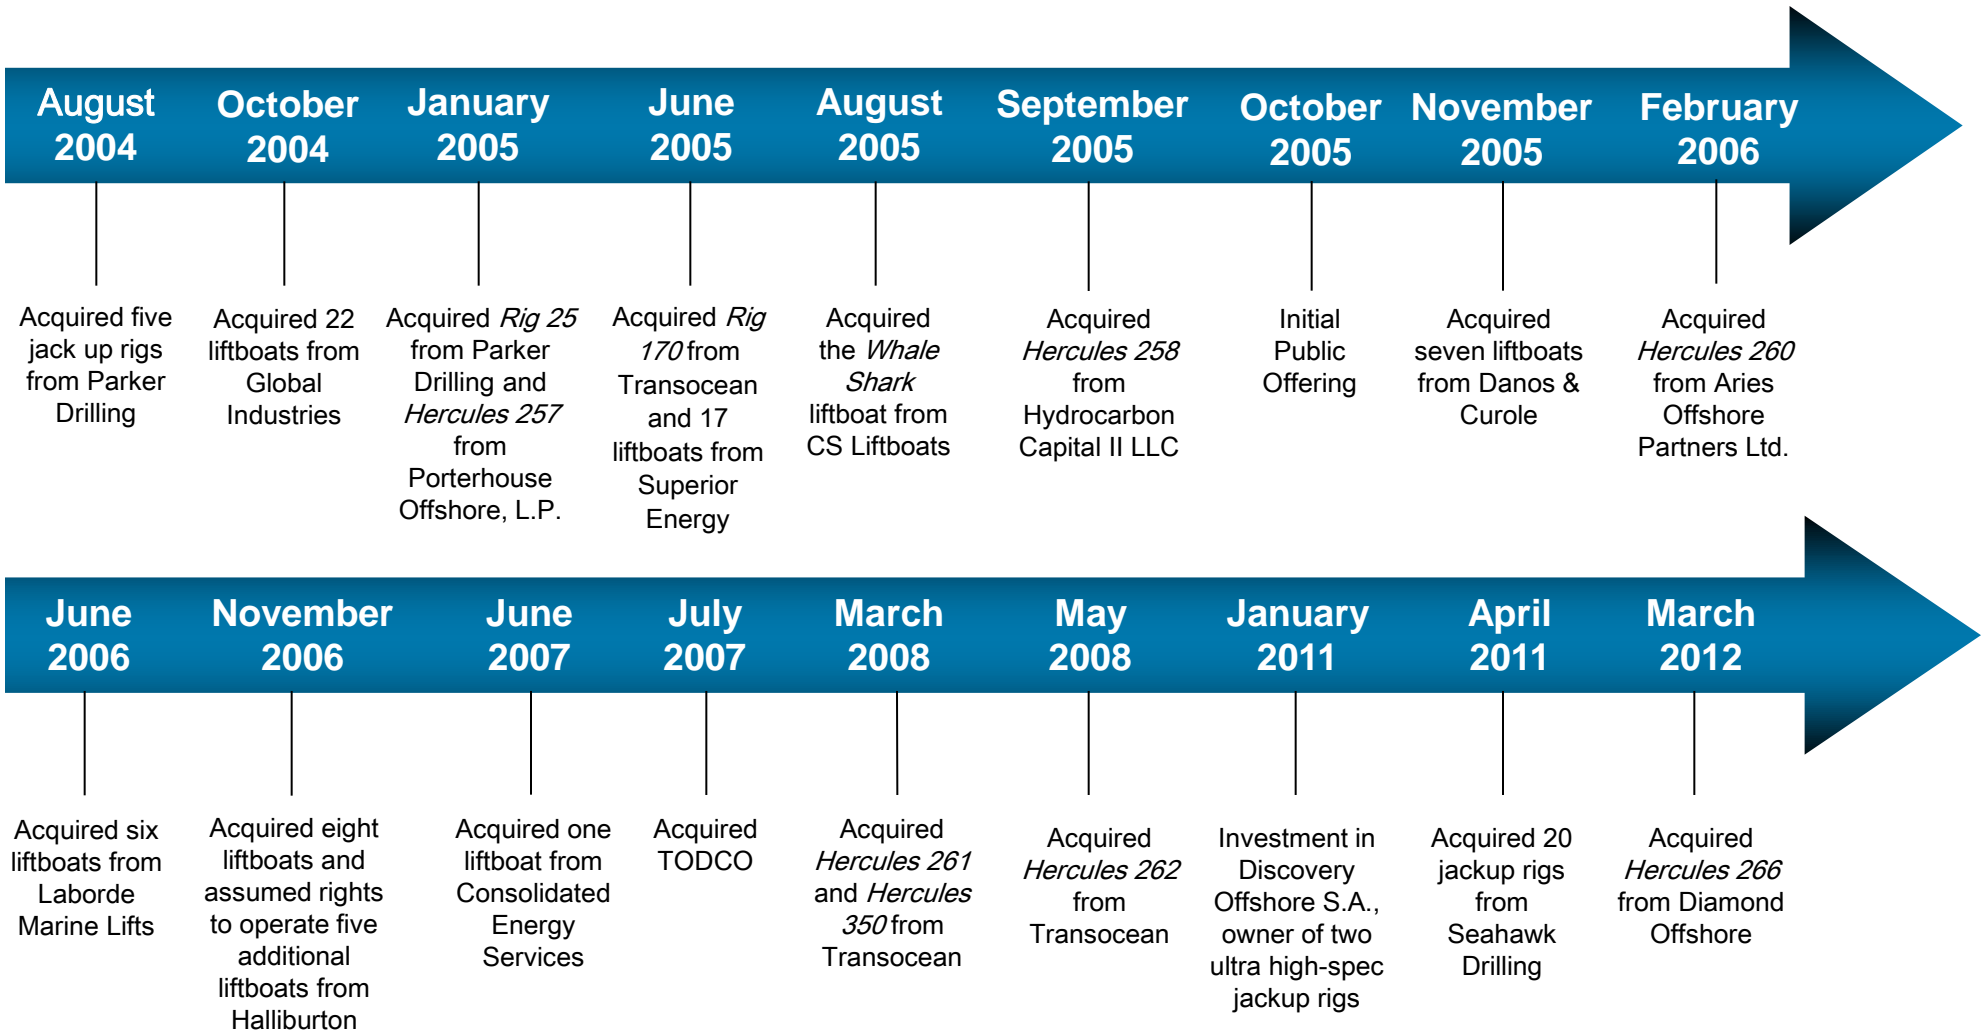 August
2004
October
2004
January
2005
June
2005
August
2005
September
2005
October
2005
November
2005
February
2006
Acquired five
jack up rigs
from Parker
Drilling
Acquired 22
liftboats from
Global
Industries
Acquired Rig 25
from Parker
Drilling and
Hercules 257
from
Porterhouse
Offshore, L.P.
Acquired Rig
170 from
Transocean
and 17
liftboats from
Superior
Energy
Acquired
the Whale
Shark
liftboat from
CS Liftboats
Acquired
Hercules 258
from
Hydrocarbon
Capital II LLC
Initial
Public
Offering
Acquired
seven liftboats
from Danos &
Curole
Acquired
Hercules 260
from Aries
Offshore
Partners Ltd.
June
2006
November
2006
June
2007
July
2007
March
2008
May
2008
January
2011
April
2011
March
2012
Acquired six
liftboats from
Laborde
Marine Lifts
Acquired eight
liftboats and
assumed rights
to operate five
additional
liftboats from
Halliburton
Acquired one
liftboat from
Consolidated
Energy
Services
Acquired
TODCO
Acquired
Hercules 261
and Hercules
350 from
Transocean
Acquired
Hercules 262
from
Transocean
Investment in
Discovery
Offshore S.A.,
owner of two
ultra high-spec
jackup rigs
Acquired 20
jackup rigs
from
Seahawk
Drilling
Acquired
Hercules 266
from Diamond
Offshore